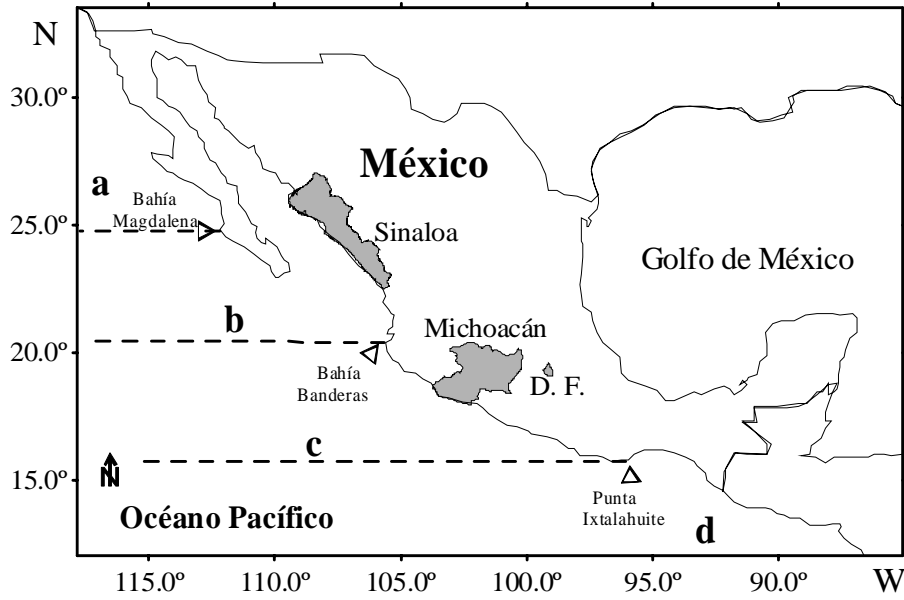 N
30.0º
México
a
Bahía
Magdalena
25.0º
Sinaloa
Golfo de México
b
Michoacán
20.0º
Bahía
Banderas
D. F.
c
N
15.0º
Punta
Ixtalahuite
Océano Pacífico
d
115.0º 110.0º 105.0º 100.0º 95.0º 90.0º W